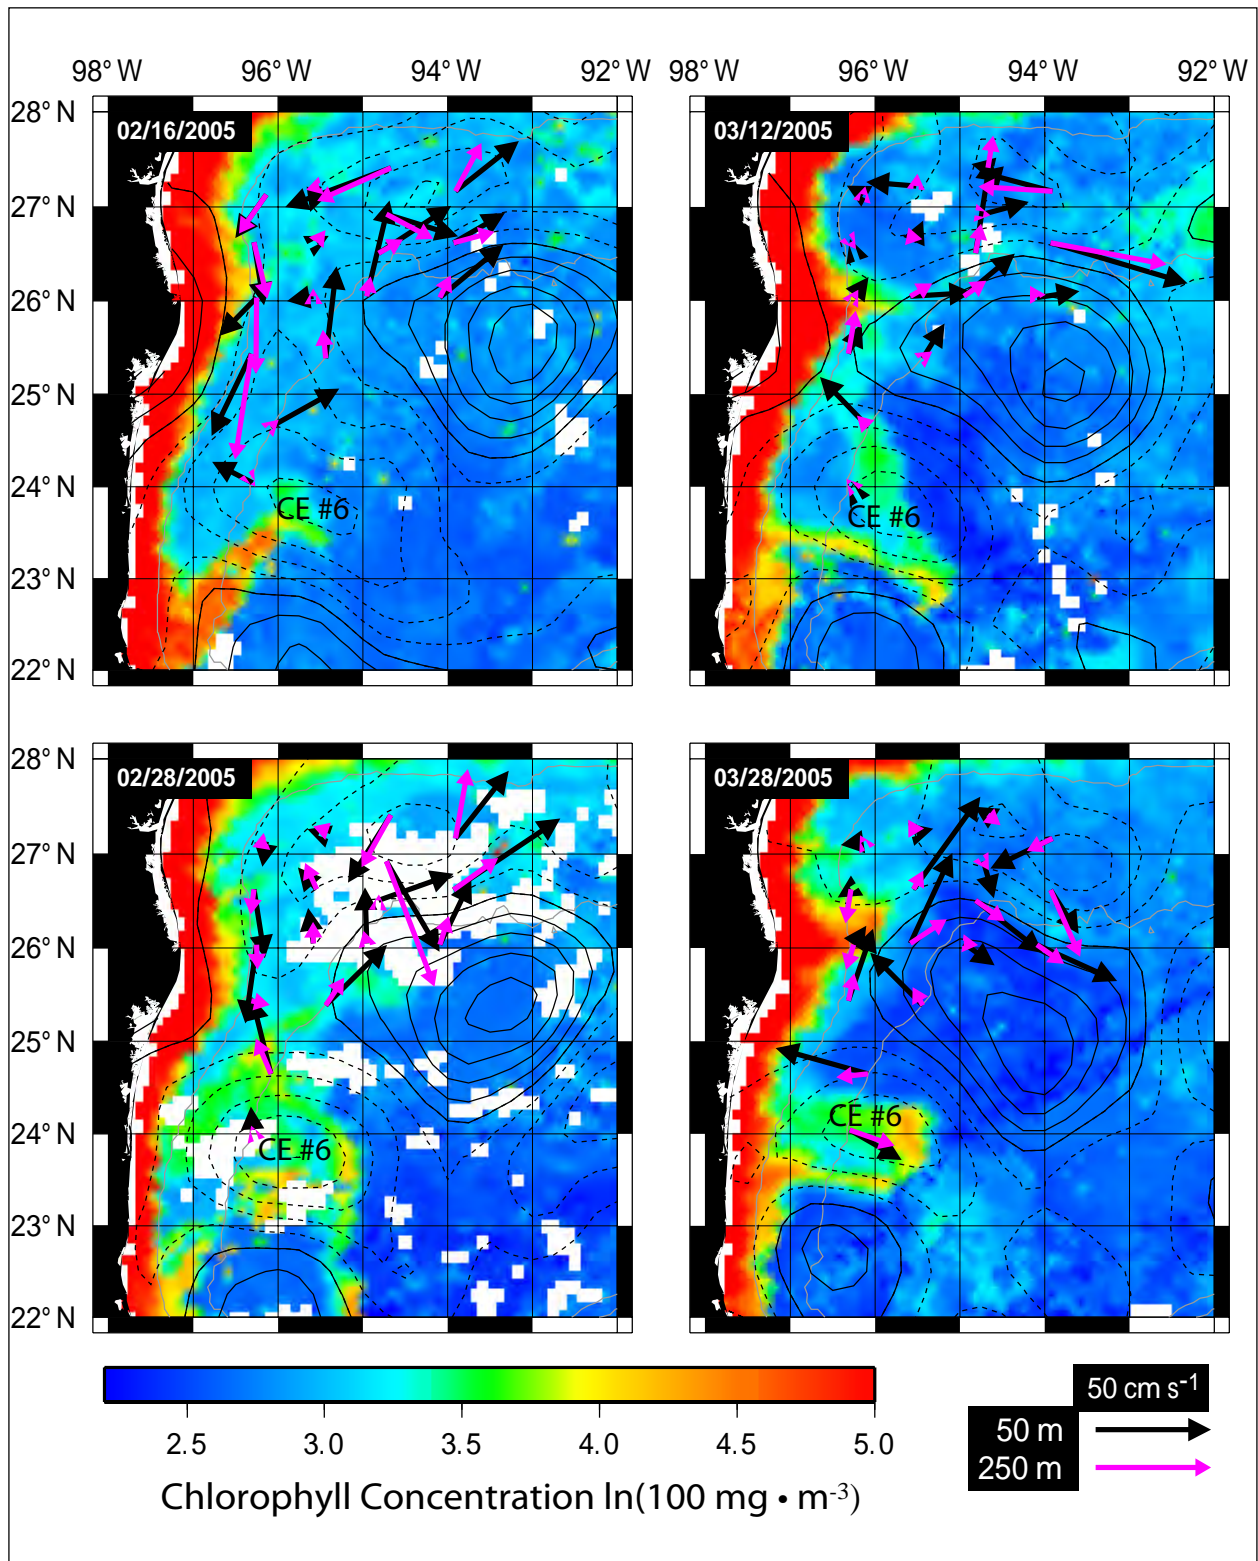 98° W 96° W 94° W 92° W 98° W 96° W 94° W 92° W
28° N
02/16/2005
03/12/2005
27° N
26° N
25° N
24° N
CE #6
CE #6
23° N
22° N
28° N
02/28/2005
03/28/2005
27° N
26° N
25° N
24° N
CE #6
CE #6
23° N
22° N
2.5 3.0 3.5 4.0 4.5 5.0
Chlorophyll Concentration ln(100 mg • m-3)
50 cm s-1
50 m
250 m